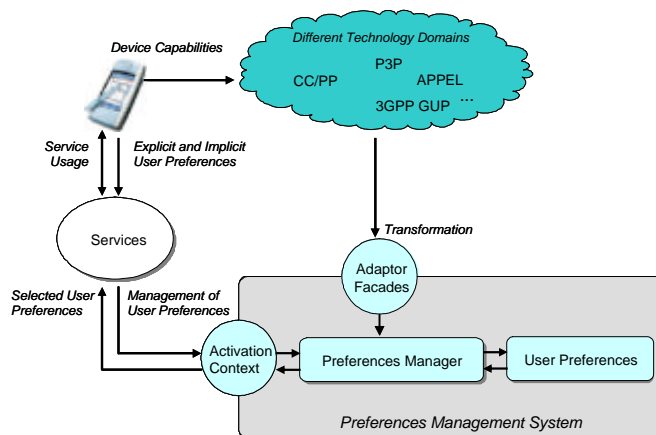 Device Capabilities
Different Technology Domains
P3P
CC/PP
APPEL
3GPP GUP
...
Service
Usage
Explicit and Implicit
User Preferences
Services
Transformation
Adaptor
Facades
Selected User
Preferences
Management of
User Preferences
Activation
Context
Preferences Manager
User Preferences
Preferences Management System